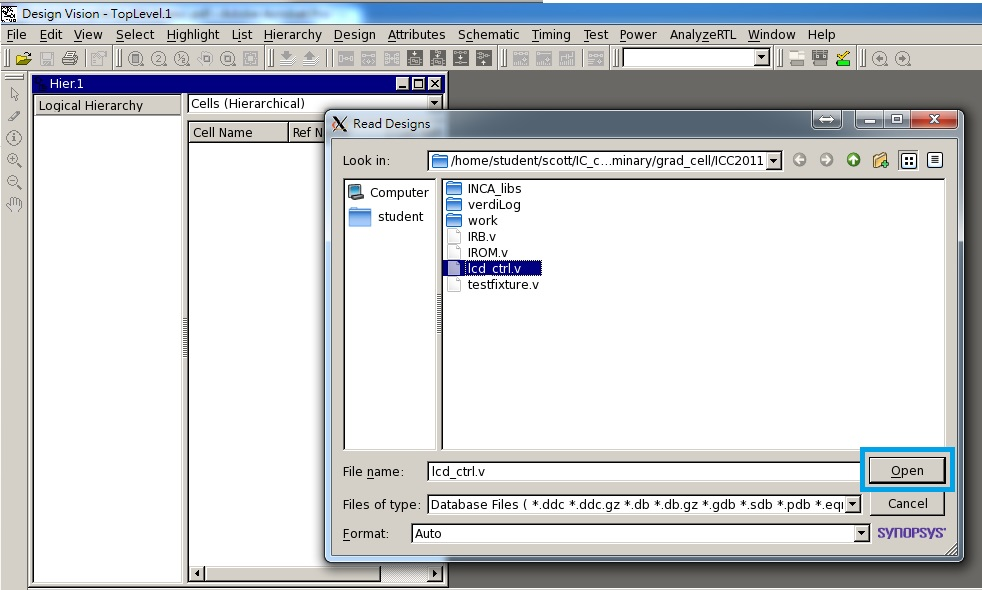 Design Vision - TopLevel.1
File Edit View Select Highlight List Hierarchy Design Attributes Schematic Timing Test Power AnalyzeRTL Window Help
Hier.1
Logical Hierarchy
Cells (Hierarchical)
Cell Name
Ref N
Read Designs
Look in:
/home/student/scott/IC_c...minary/grad_cell/ICC2011
Computer
student
INCA_libs
verdiLog
work
IRB.v
IROM.v
lcd_ctrl.v
testfixture.v
File name:
lcd_ctrl.v
Open
Files of type:
Database Files ( *.ddc *.ddc.gz *.db *.db.gz *.gdb *.sdb *.pdb *.eqn
Cancel
Format:
Auto
SYNOPSYS®